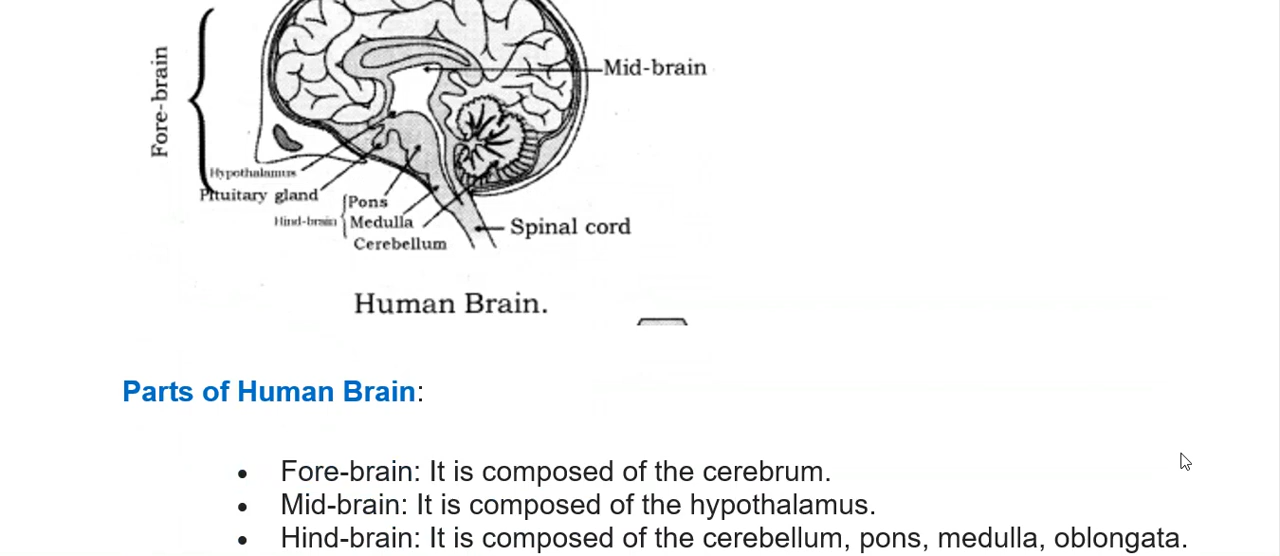 Fore-brain
Mid-brain
Hypothalamus
Pituitary gland
Pons
Hind-brain
Medulla
Spinal cord
Cerebellum
Human Brain.
Parts of Human Brain:
• Fore-brain: It is composed of the cerebrum.
• Mid-brain: It is composed of the hypothalamus.
• Hind-brain: It is composed of the cerebellum, pons, medulla, oblongata.